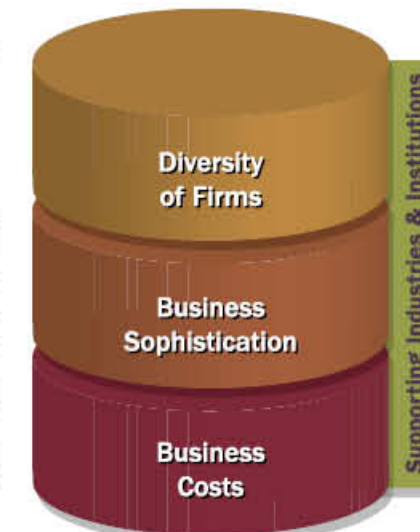 Diversity
of Firms
Business
Sophistication
Business
Costs
Supporting Industries & Institutions